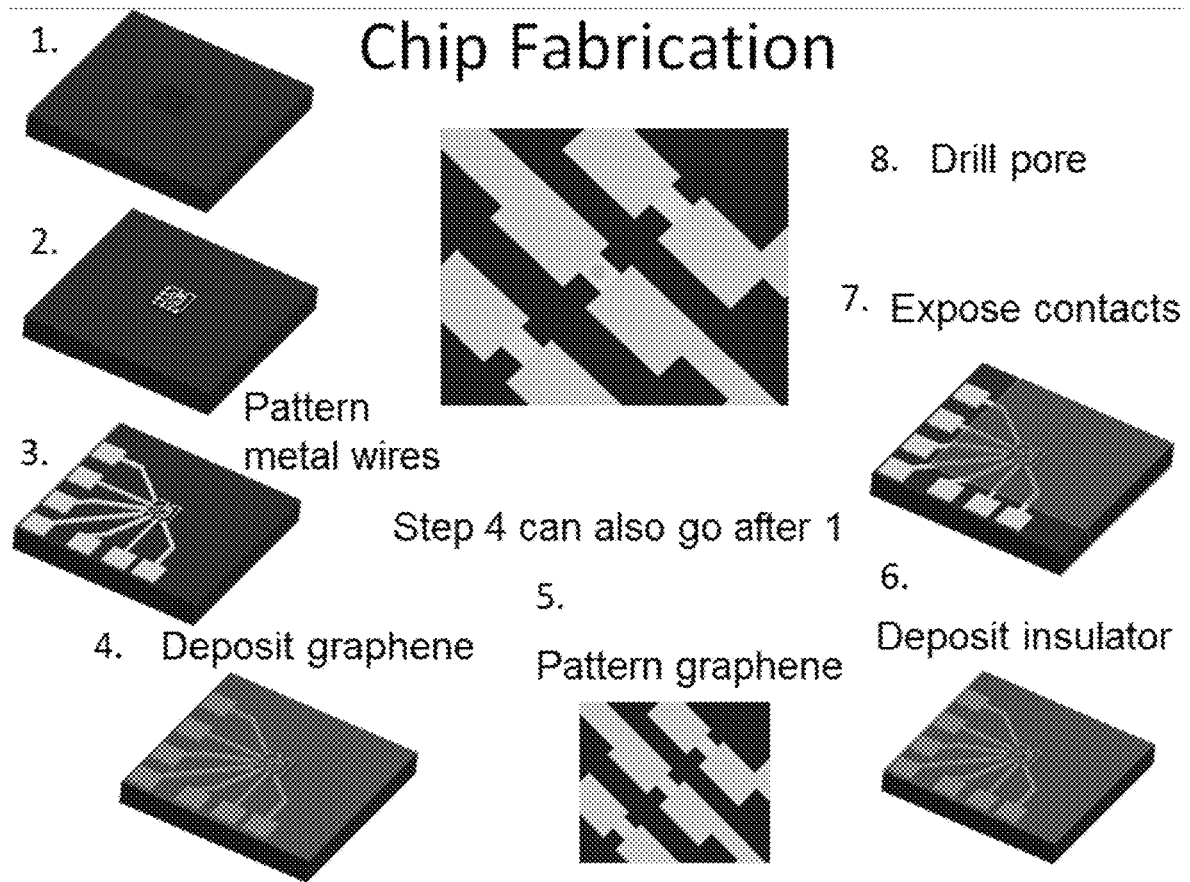 Chip Fabrication
1.
2.
Pattern
metal wires
3.
Step 4 can also go after 1
4. Deposit graphene
5.
Pattern graphene
6.
Deposit insulator
7. Expose contacts
8. Drill pore